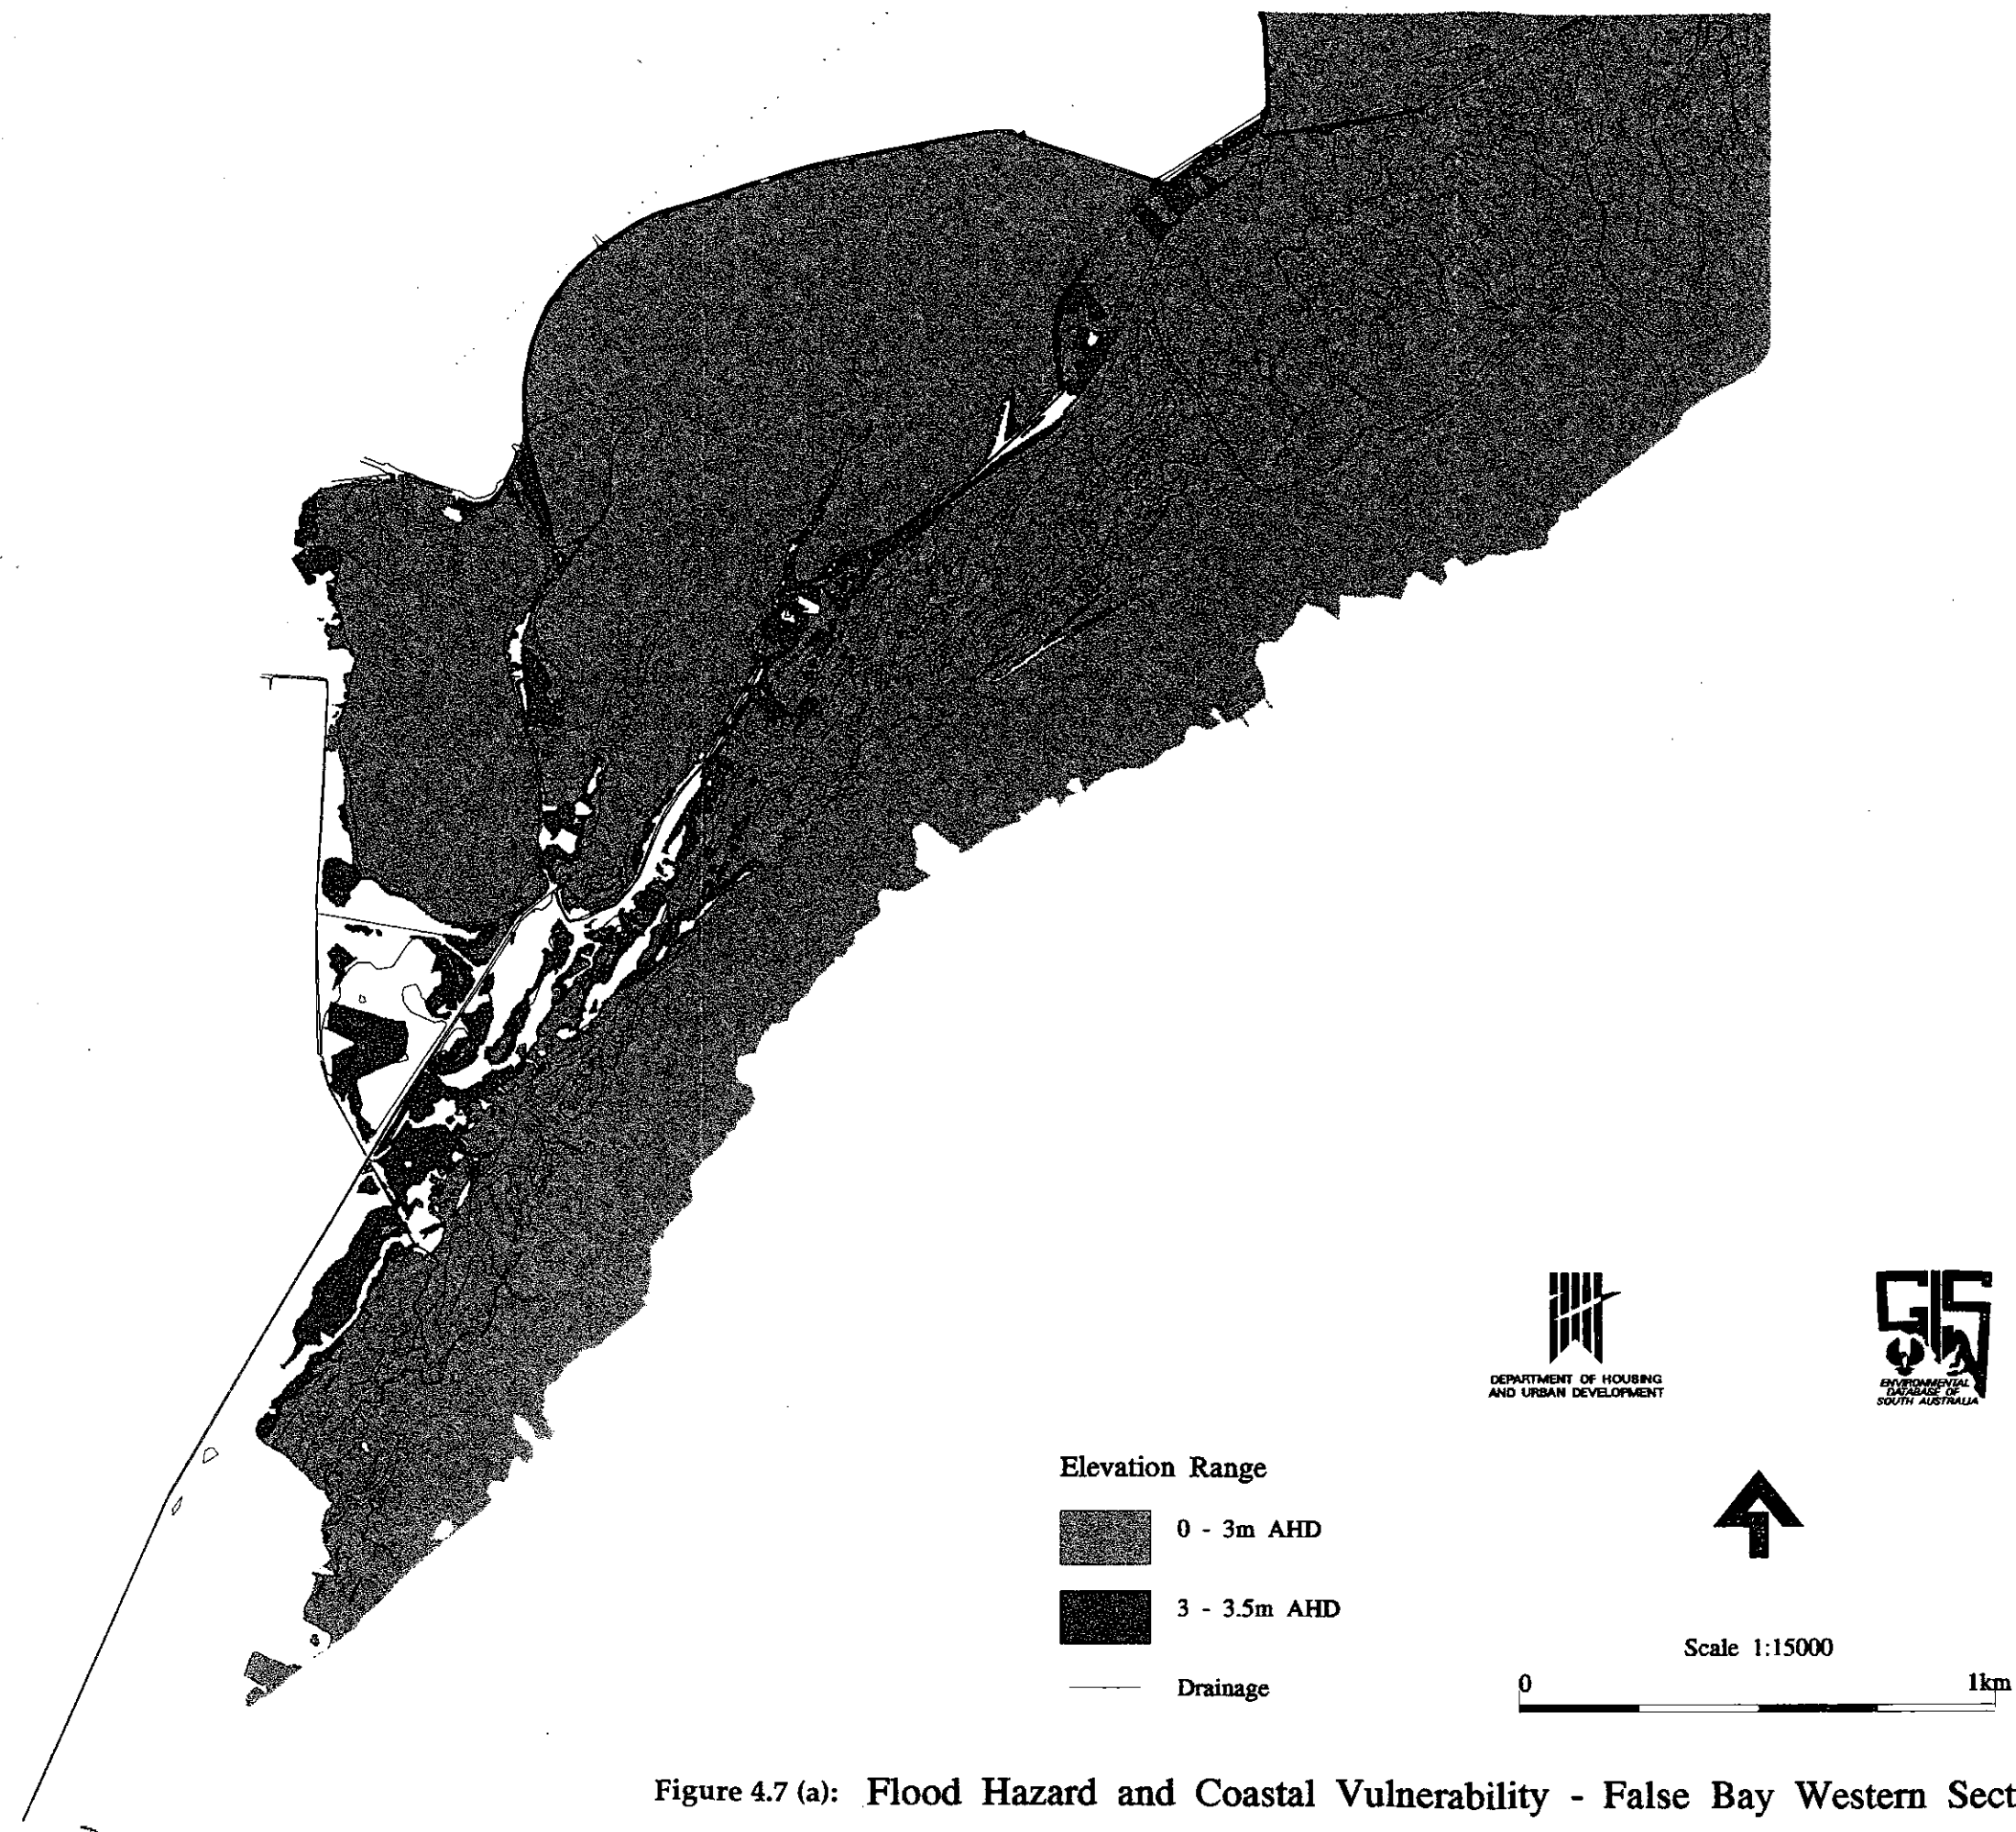 DEPARTMENT OF HOUSING
AND URBAN DEVELOPMENT
GIS
ENVIRONMENTAL
DATABASE OF
SOUTH AUSTRALIA
Elevation Range
0 - 3m AHD
3 - 3.5m AHD
Drainage
Scale 1:15000
0 1km
Figure 4.7 (a): Flood Hazard and Coastal Vulnerability - False Bay Western Sect